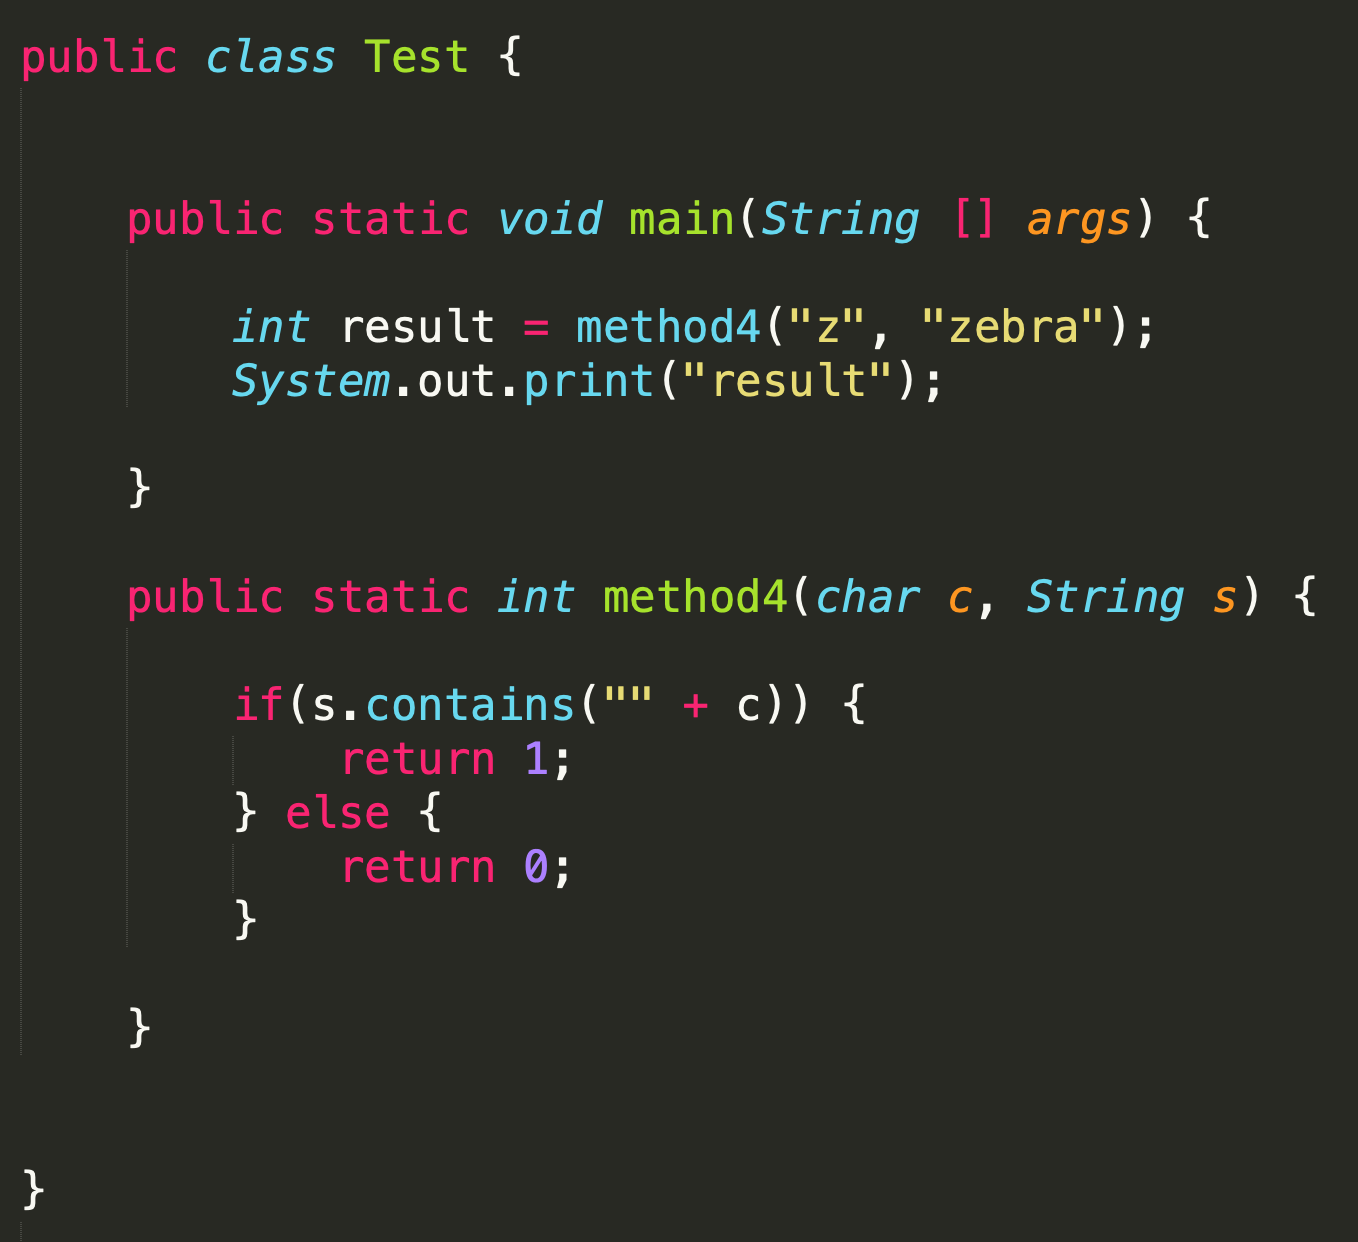 public class Test {
    public static void main(String [] args) {
        int result = method4("z", "zebra");
        System.out.print("result");
    }
    public static int method4(char c, String s) {
        if(s.contains("" + c)) {
            return 1;
        } else {
            return 0;
        }
    }
}